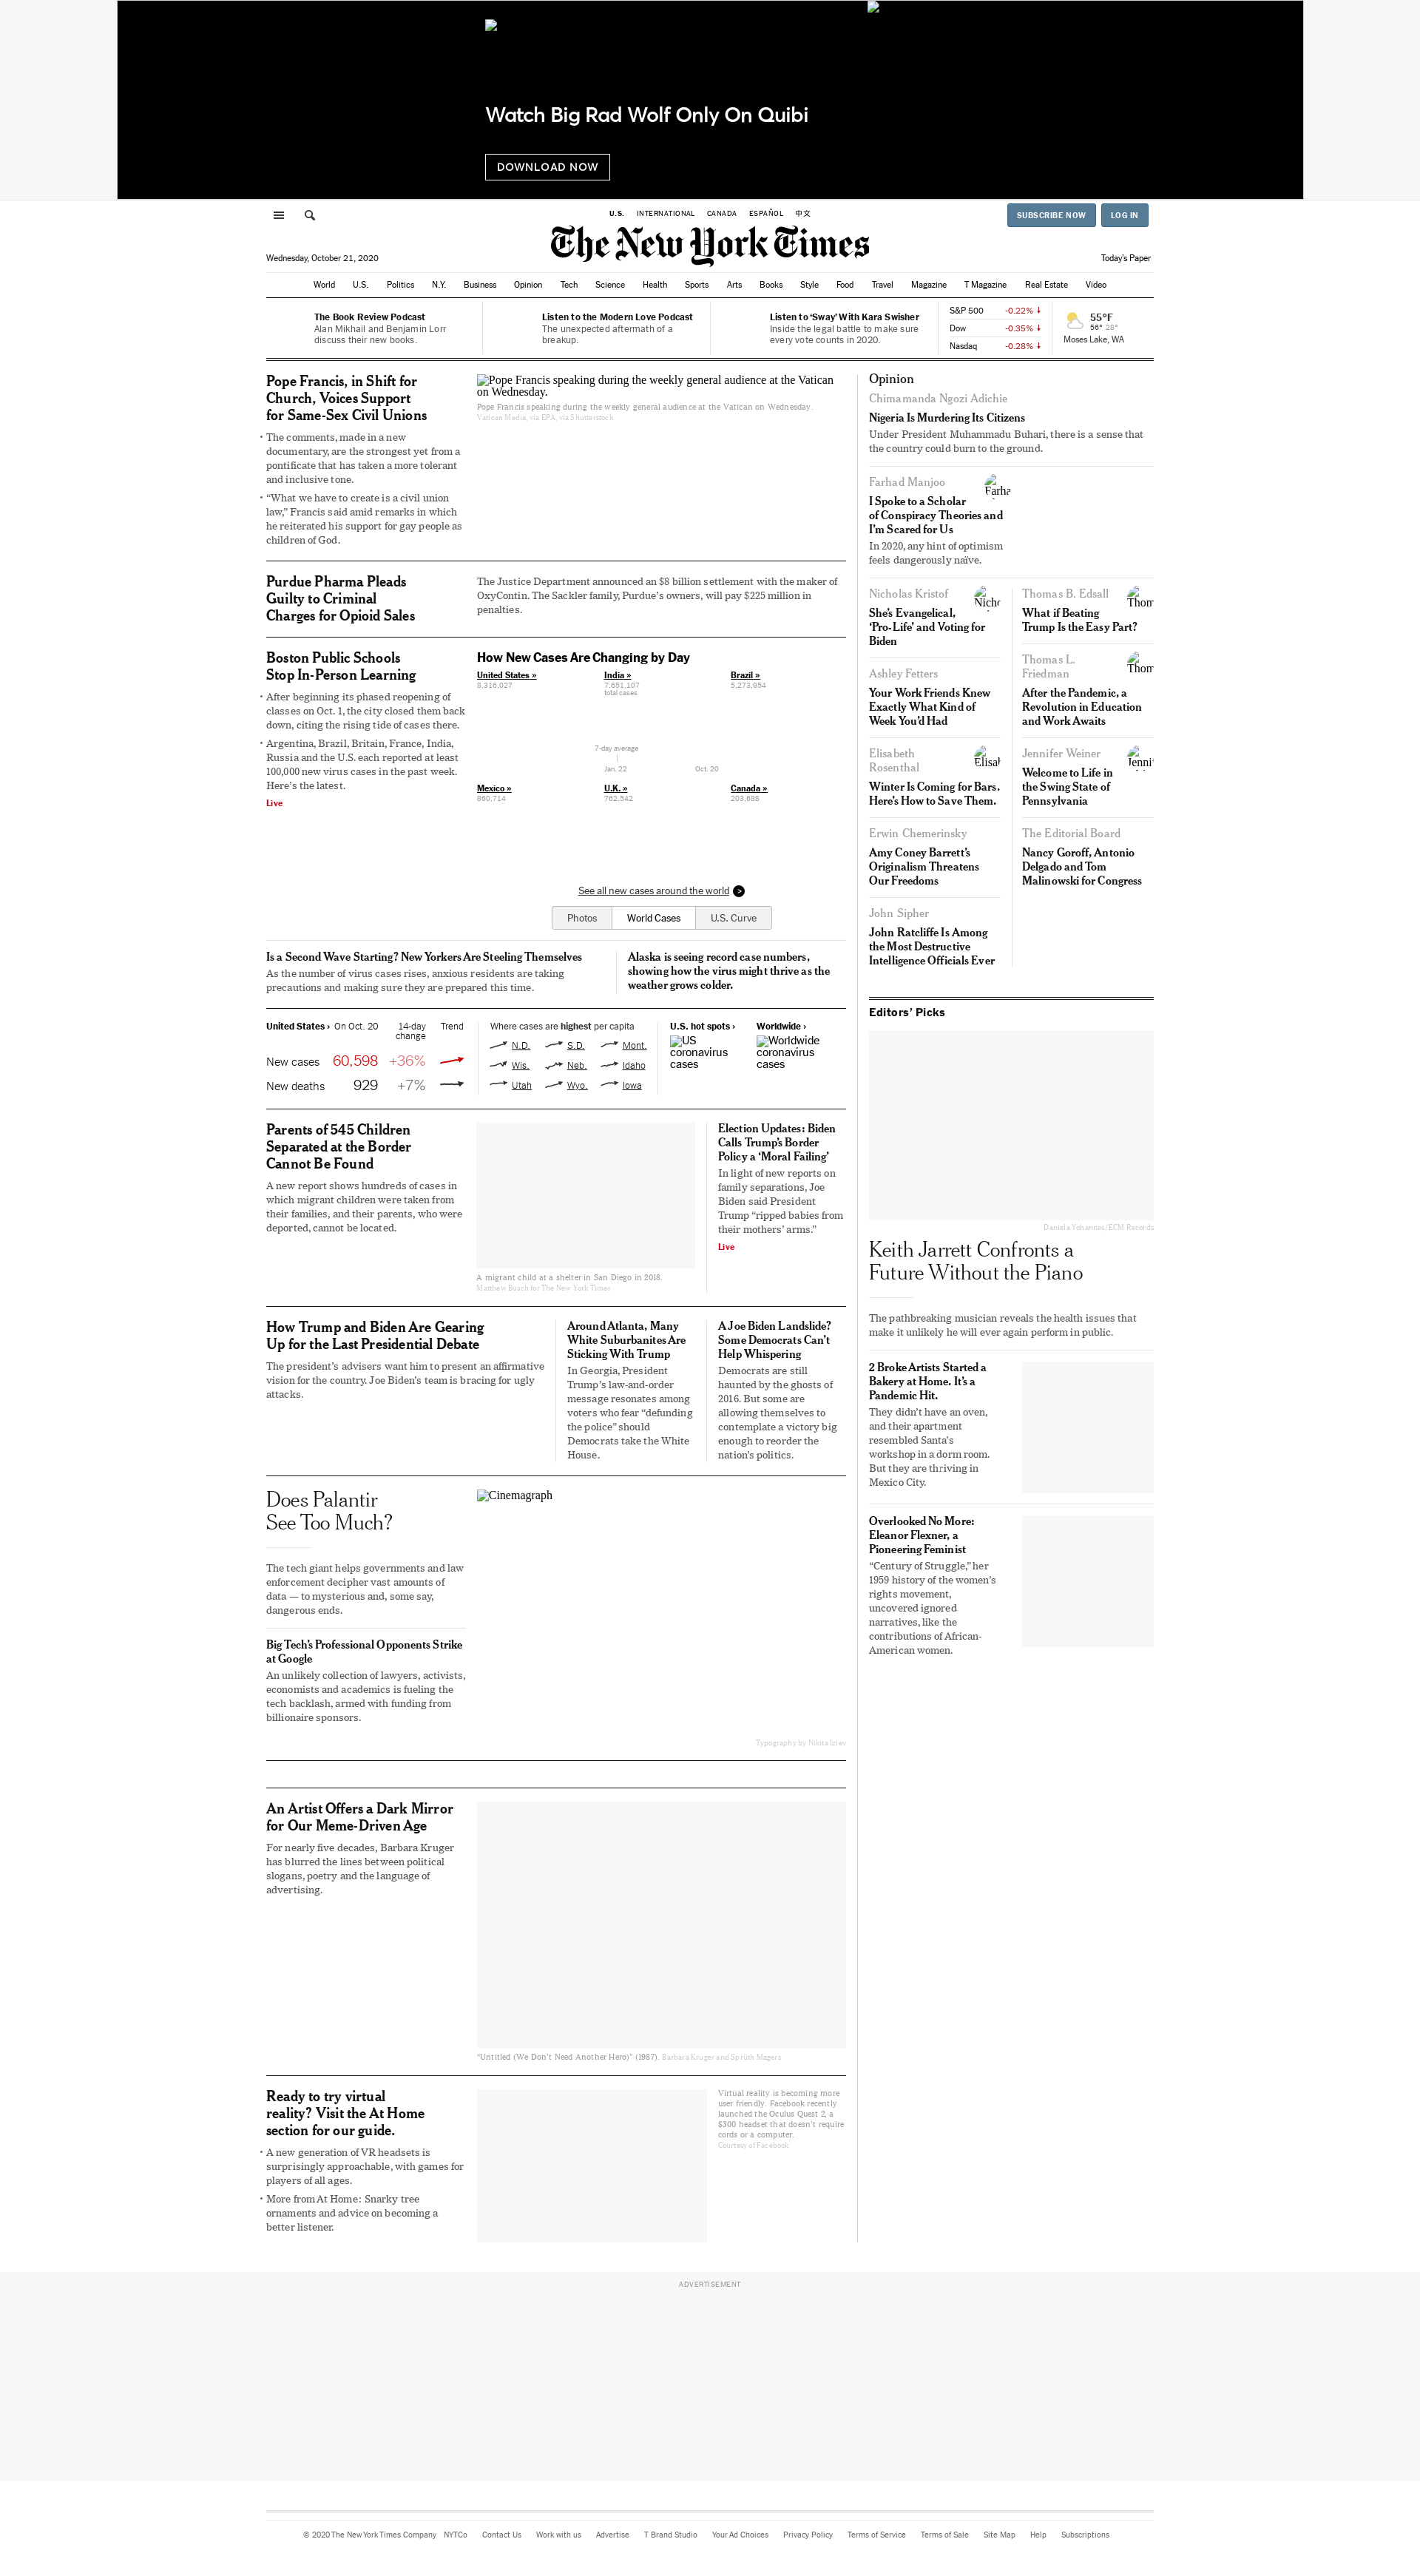 Watch Big Rad Wolf Only On Quibi
DOWNLOAD NOW
U.S. INTERNATIONAL CANADA ESPAÑOL 中文
SUBSCRIBE NOW LOG IN
The New York Times
Wednesday, October 21, 2020
Today's Paper
World U.S. Politics N.Y. Business Opinion Tech Science Health Sports Arts Books Style Food Travel Magazine T Magazine Real Estate Video
The Book Review Podcast
Alan Mikhail and Benjamin Lorr
discuss their new books.
Listen to the Modern Love Podcast
The unexpected aftermath of a
breakup.
Listen to ‘Sway’ With Kara Swisher
Inside the legal battle to make sure
every vote counts in 2020.
S&P 500 -0.22% ↓
Dow -0.35% ↓
Nasdaq -0.28% ↓
55°F
56° 28°
Moses Lake, WA
Pope Francis, in Shift for
Church, Voices Support
for Same-Sex Civil Unions
• The comments, made in a new
documentary, are the strongest yet from a
pontificate that has taken a more tolerant
and inclusive tone.
• “What we have to create is a civil union
law,” Francis said amid remarks in which
he reiterated his support for gay people as
children of God.
Pope Francis speaking during the weekly general audience at the Vatican
on Wednesday.
Pope Francis speaking during the weekly general audience at the Vatican on Wednesday.
Vatican Media, via EPA, via Shutterstock
Purdue Pharma Pleads
Guilty to Criminal
Charges for Opioid Sales
The Justice Department announced an $8 billion settlement with the maker of
OxyContin. The Sackler family, Purdue’s owners, will pay $225 million in
penalties.
Boston Public Schools
Stop In-Person Learning
• After beginning its phased reopening of
classes on Oct. 1, the city closed them back
down, citing the rising tide of cases there.
• Argentina, Brazil, Britain, France, India,
Russia and the U.S. each reported at least
100,000 new virus cases in the past week.
Here’s the latest.
Live
How New Cases Are Changing by Day
United States » India » Brazil »
8,316,027 7,651,107 5,273,954
total cases
7-day average
Jan. 22 Oct. 20
Mexico » U.K. » Canada »
860,714 762,542 203,688
See all new cases around the world >
Photos World Cases U.S. Curve
Is a Second Wave Starting? New Yorkers Are Steeling Themselves
As the number of virus cases rises, anxious residents are taking
precautions and making sure they are prepared this time.
Alaska is seeing record case numbers,
showing how the virus might thrive as the
weather grows colder.
United States › On Oct. 20 14-day
change Trend
New cases 60,598 +36%
New deaths 929 +7%
Where cases are highest per capita
N.D. S.D. Mont.
Wis. Neb. Idaho
Utah Wyo. Iowa
U.S. hot spots ›
US
coronavirus
cases
Worldwide ›
Worldwide
coronavirus
cases
Parents of 545 Children
Separated at the Border
Cannot Be Found
A new report shows hundreds of cases in
which migrant children were taken from
their families, and their parents, who were
deported, cannot be located.
A migrant child at a shelter in San Diego in 2018.
Matthew Busch for The New York Times
Election Updates: Biden
Calls Trump’s Border
Policy a ‘Moral Failing’
In light of new reports on
family separations, Joe
Biden said President
Trump “ripped babies from
their mothers’ arms.”
Live
How Trump and Biden Are Gearing
Up for the Last Presidential Debate
The president’s advisers want him to present an affirmative
vision for the country. Joe Biden’s team is bracing for ugly
attacks.
Around Atlanta, Many
White Suburbanites Are
Sticking With Trump
In Georgia, President
Trump’s law-and-order
message resonates among
voters who fear “defunding
the police” should
Democrats take the White
House.
A Joe Biden Landslide?
Some Democrats Can’t
Help Whispering
Democrats are still
haunted by the ghosts of
2016. But some are
allowing themselves to
contemplate a victory big
enough to reorder the
nation’s politics.
Does Palantir
See Too Much?
The tech giant helps governments and law
enforcement decipher vast amounts of
data — to mysterious and, some say,
dangerous ends.
Big Tech’s Professional Opponents Strike
at Google
An unlikely collection of lawyers, activists,
economists and academics is fueling the
tech backlash, armed with funding from
billionaire sponsors.
Cinemagraph
Typography by Nikita Iziev
An Artist Offers a Dark Mirror
for Our Meme-Driven Age
For nearly five decades, Barbara Kruger
has blurred the lines between political
slogans, poetry and the language of
advertising.
“Untitled (We Don’t Need Another Hero)” (1987). Barbara Kruger and Sprüth Magers
Ready to try virtual
reality? Visit the At Home
section for our guide.
• A new generation of VR headsets is
surprisingly approachable, with games for
players of all ages.
• More from At Home: Snarky tree
ornaments and advice on becoming a
better listener.
Virtual reality is becoming more
user friendly. Facebook recently
launched the Oculus Quest 2, a
$300 headset that doesn’t require
cords or a computer.
Courtesy of Facebook
Opinion
Chimamanda Ngozi Adichie
Nigeria Is Murdering Its Citizens
Under President Muhammadu Buhari, there is a sense that
the country could burn to the ground.
Farhad Manjoo
Farha
I Spoke to a Scholar
of Conspiracy Theories and
I’m Scared for Us
In 2020, any hint of optimism
feels dangerously naïve.
Nicholas Kristof
She’s Evangelical,
‘Pro-Life’ and Voting for
Biden
Ashley Fetters
Your Work Friends Knew
Exactly What Kind of
Week You’d Had
Elisabeth
Rosenthal
Winter Is Coming for Bars.
Here’s How to Save Them.
Erwin Chemerinsky
Amy Coney Barrett’s
Originalism Threatens
Our Freedoms
John Sipher
John Ratcliffe Is Among
the Most Destructive
Intelligence Officials Ever
Thomas B. Edsall
Thom
What if Beating
Trump Is the Easy Part?
Thomas L.
Friedman
Thom
After the Pandemic, a
Revolution in Education
and Work Awaits
Jennifer Weiner
Welcome to Life in
the Swing State of
Pennsylvania
The Editorial Board
Nancy Goroff, Antonio
Delgado and Tom
Malinowski for Congress
Editors’ Picks
Daniela Yohannes/ECM Records
Keith Jarrett Confronts a
Future Without the Piano
The pathbreaking musician reveals the health issues that
make it unlikely he will ever again perform in public.
2 Broke Artists Started a
Bakery at Home. It’s a
Pandemic Hit.
They didn’t have an oven,
and their apartment
resembled Santa’s
workshop in a dorm room.
But they are thriving in
Mexico City.
Overlooked No More:
Eleanor Flexner, a
Pioneering Feminist
“Century of Struggle,” her
1959 history of the women’s
rights movement,
uncovered ignored
narratives, like the
contributions of African-
American women.
ADVERTISEMENT
© 2020 The New York Times Company NYTCo Contact Us Work with us Advertise T Brand Studio Your Ad Choices Privacy Policy Terms of Service Terms of Sale Site Map Help Subscriptions